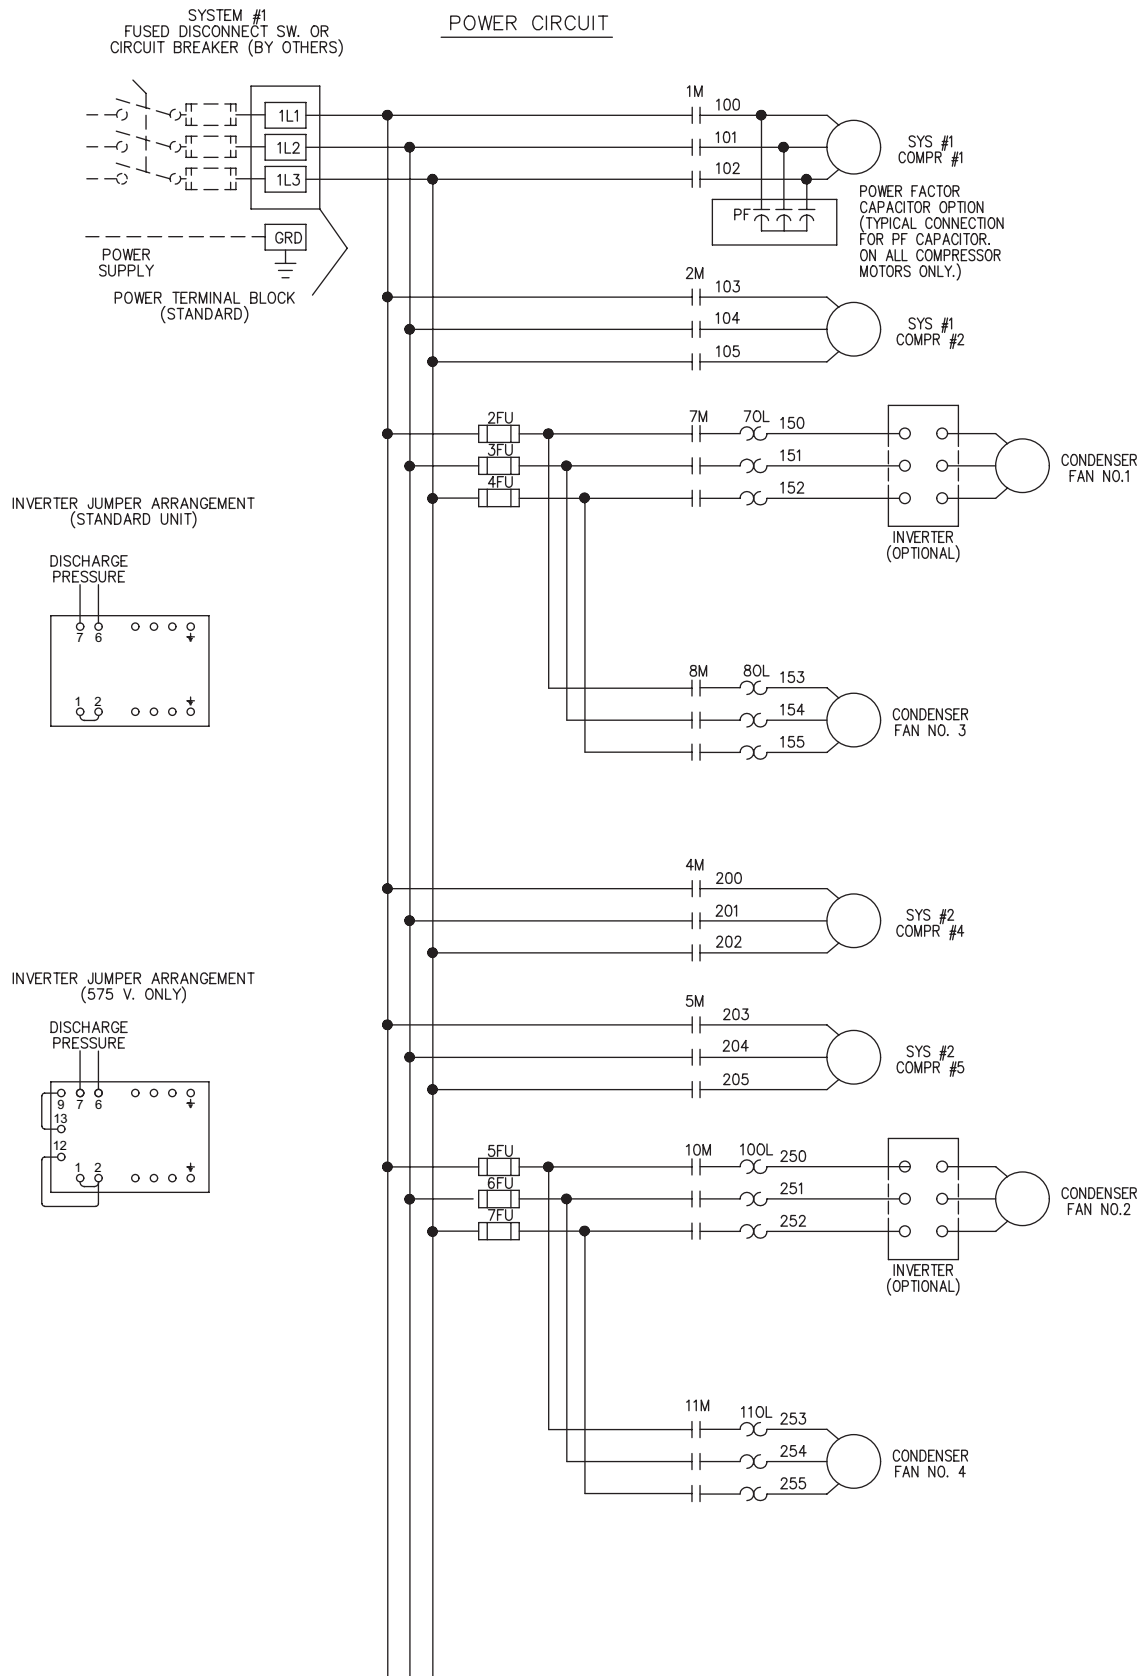 SYSTEM #1
FUSED DISCONNECT SW. OR
CIRCUIT BREAKER (BY OTHERS)
POWER CIRCUIT
1L1
1L2
1L3
GRD
POWER
SUPPLY
POWER TERMINAL BLOCK
(STANDARD)
1M
100
101
102
SYS #1
COMPR #1
PF
POWER FACTOR
CAPACITOR OPTION
(TYPICAL CONNECTION
FOR PF CAPACITOR.
ON ALL COMPRESSOR
MOTORS ONLY.)
2M
103
104
105
SYS #1
COMPR #2
2FU
3FU
4FU
7M
7OL
150
151
152
INVERTER
(OPTIONAL)
CONDENSER
FAN NO.1
INVERTER JUMPER ARRANGEMENT
(STANDARD UNIT)
DISCHARGE
PRESSURE
7 6
1 2
8M
8OL
153
154
155
CONDENSER
FAN NO. 3
4M
200
201
202
SYS #2
COMPR #4
INVERTER JUMPER ARRANGEMENT
(575 V. ONLY)
DISCHARGE
PRESSURE
9 7 6
13
12
1 2
5M
203
204
205
SYS #2
COMPR #5
5FU
6FU
7FU
10M
10OL
250
251
252
INVERTER
(OPTIONAL)
CONDENSER
FAN NO.2
11M
11OL
253
254
255
CONDENSER
FAN NO. 4